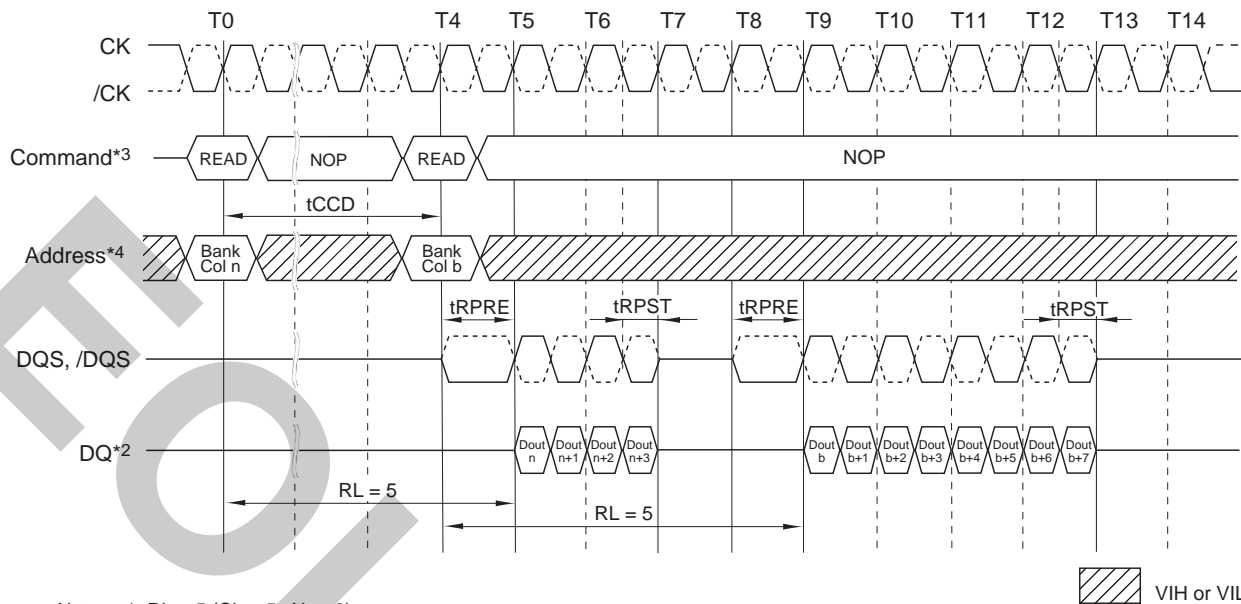 T0 T4 T5 T6 T7 T8 T9 T10 T11 T12 T13 T14
CK
/CK
Command*3 READ NOP READ NOP
tCCD
Address*4 Bank Col n Bank Col b
tRPRE tRPST tRPRE tRPST
DQS, /DQS
DQ*2 Dout n Dout n+1 Dout n+2 Dout n+3 Dout b Dout b+1 Dout b+2 Dout b+3 Dout b+4 Dout b+5 Dout b+6 Dout b+7
RL = 5
RL = 5
VIH or VIL